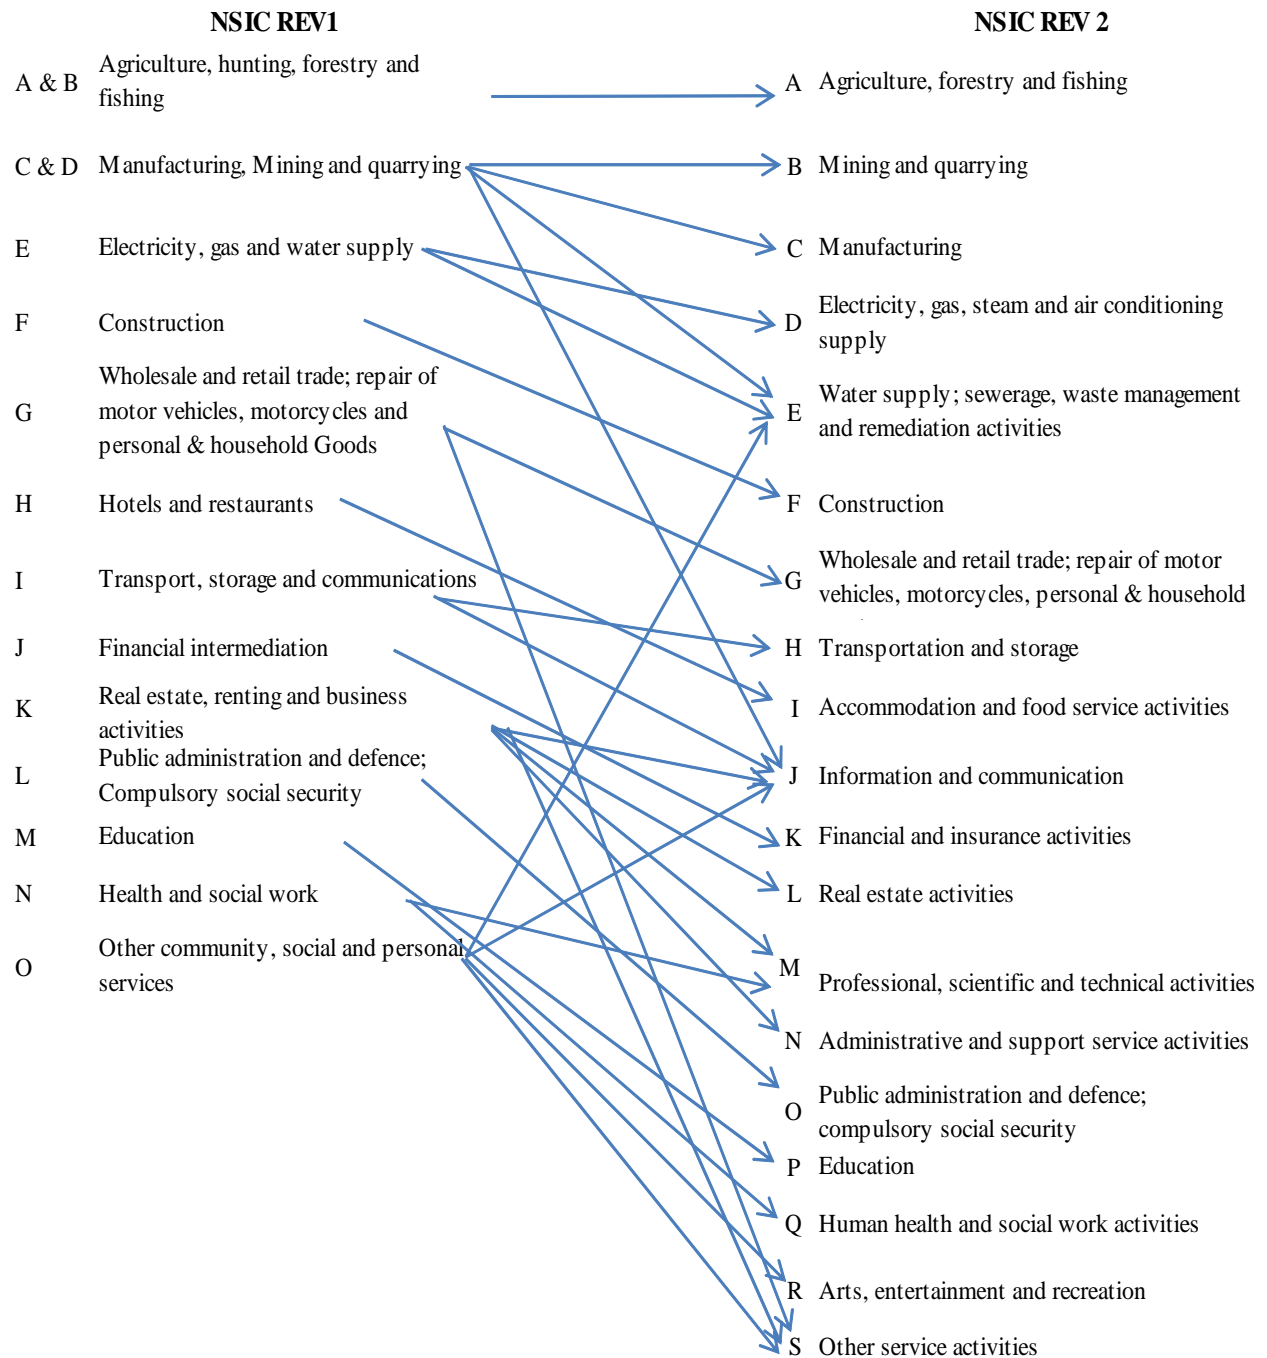 NSIC REV1
NSIC REV 2
A & B
Agriculture, hunting, forestry and
fishing
A
Agriculture, forestry and fishing
C & D
Manufacturing, Mining and quarrying
B
Mining and quarrying
E
Electricity, gas and water supply
C
Manufacturing
F
Construction
D
Electricity, gas, steam and air conditioning
supply
G
Wholesale and retail trade; repair of
motor vehicles, motorcycles and
personal & household Goods
E
Water supply; sewerage, waste management
and remediation activities
H
Hotels and restaurants
F
Construction
I
Transport, storage and communications
G
Wholesale and retail trade; repair of motor
vehicles, motorcycles, personal & household
J
Financial intermediation
H
Transportation and storage
K
Real estate, renting and business
activities
I
Accommodation and food service activities
L
Public administration and defence;
Compulsory social security
J
Information and communication
M
Education
K
Financial and insurance activities
N
Health and social work
L
Real estate activities
O
Other community, social and personal
services
M
Professional, scientific and technical activities
N
Administrative and support service activities
O
Public administration and defence;
compulsory social security
P
Education
Q
Human health and social work activities
R
Arts, entertainment and recreation
S
Other service activities